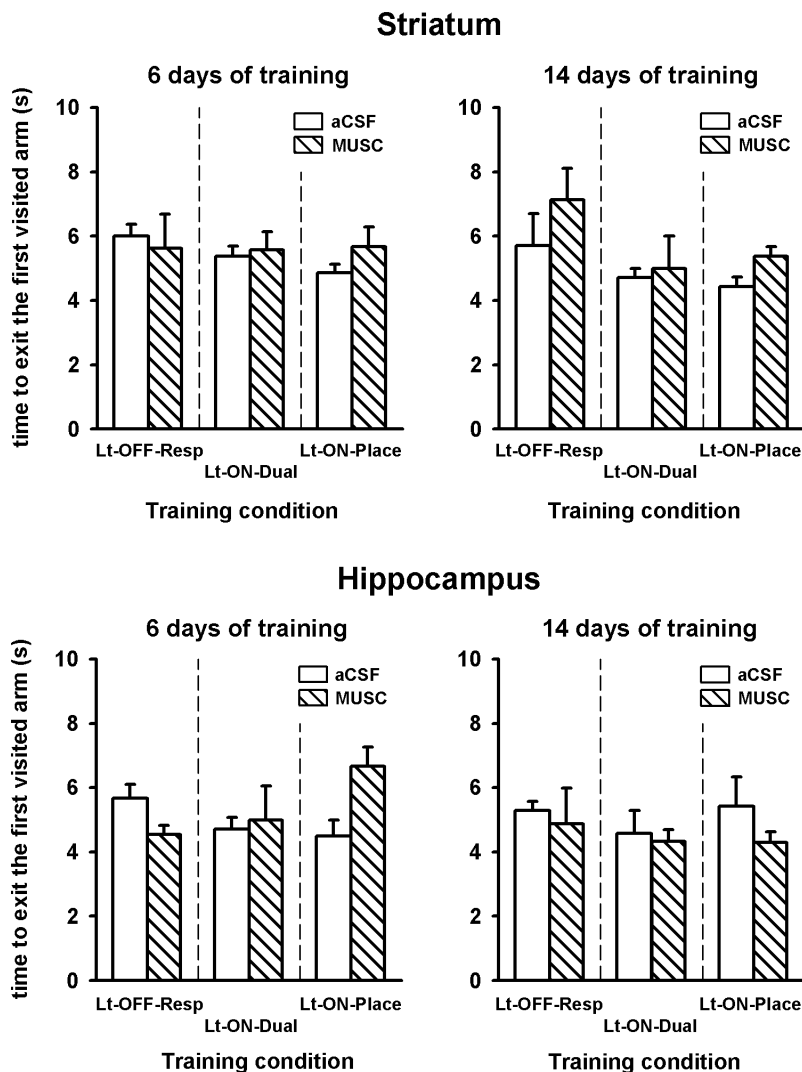 Striatum
6 days of training
14 days of training
time to exit the first visited arm (s)
10
8
6
4
2
0
aCSF
MUSC
Lt-OFF-Resp
Lt-ON-Dual
Lt-ON-Place
Training condition
10
8
6
4
2
0
aCSF
MUSC
Lt-OFF-Resp
Lt-ON-Dual
Lt-ON-Place
Training condition
Hippocampus
6 days of training
14 days of training
time to exit the first visited arm (s)
10
8
6
4
2
0
aCSF
MUSC
Lt-OFF-Resp
Lt-ON-Dual
Lt-ON-Place
Training condition
10
8
6
4
2
0
aCSF
MUSC
Lt-OFF-Resp
Lt-ON-Dual
Lt-ON-Place
Training condition